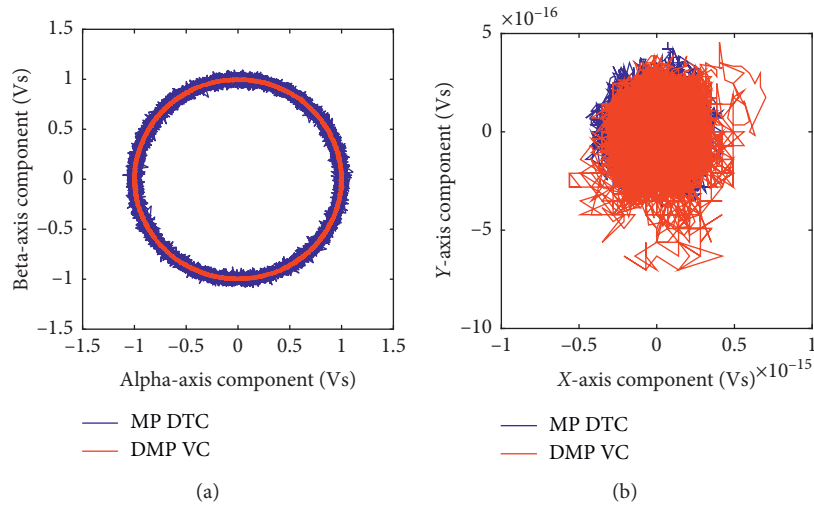 1.5
1
0.5
0
−0.5
−1
−1.5
−1.5 −1 −0.5 0 0.5 1 1.5
Beta-axis component (Vs)
Alpha-axis component (Vs)
MP DTC
DMP VC
(a)
×10−16
5
0
−5
−10
−1 −0.5 0 0.5 1
Y-axis component (Vs)
X-axis component (Vs) ×10−15
MP DTC
DMP VC
(b)